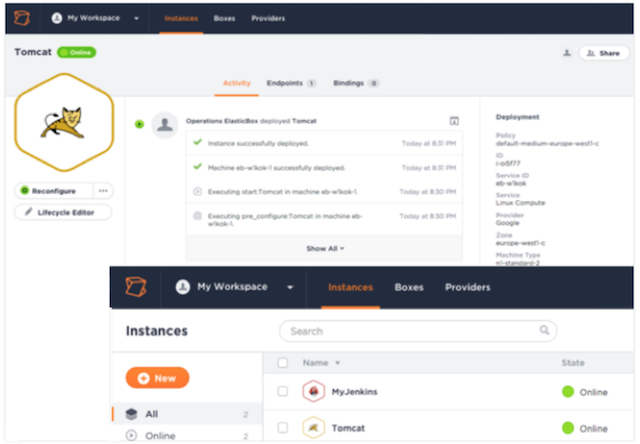 My Workspace Instances Boxes Providers
Tomcat Online Share
Activity Endpoints 1 Bindings 0
Operations ElasticBox deployed Tomcat
Instance successfully deployed. Today at 8:31 PM
Machine eb-w1kok-1 successfully deployed. Today at 8:31 PM
Executing start:Tomcat in machine eb-
w1kok-1. Today at 8:30 PM
Executing pre_configure:Tomcat in machine eb-
w1kok-1. Today at 8:30 PM
Show All
Reconfigure
Lifecycle Editor
Deployment
Policy
default-medium-europe-west1-c
ID
Service ID
eb-w1kok
Service
Linux Compute
Provider
Google
Zone
europe-west1-c
Machine Type
n1-standard-2
My Workspace Instances Boxes Providers
Instances Search
New
Name State
MyJenkins Online
All 2
Tomcat Online
Online 2